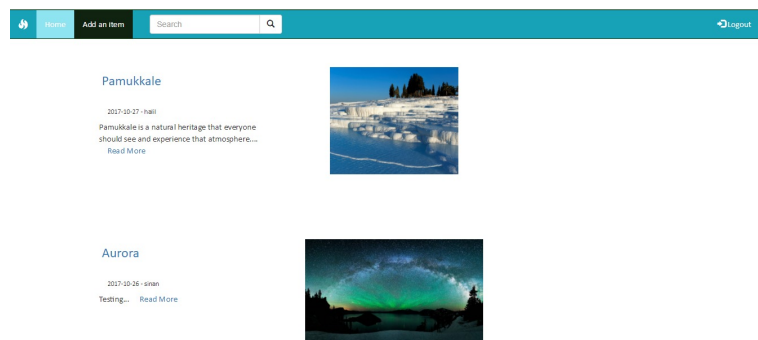 Home Add an item Search Logout
Pamukkale
2017-10-27 - halil
Pamukkale is a natural heritage that everyone
should see and experience that atmosphere....
Read More
Aurora
2017-10-26 - sinan
Testing... Read More